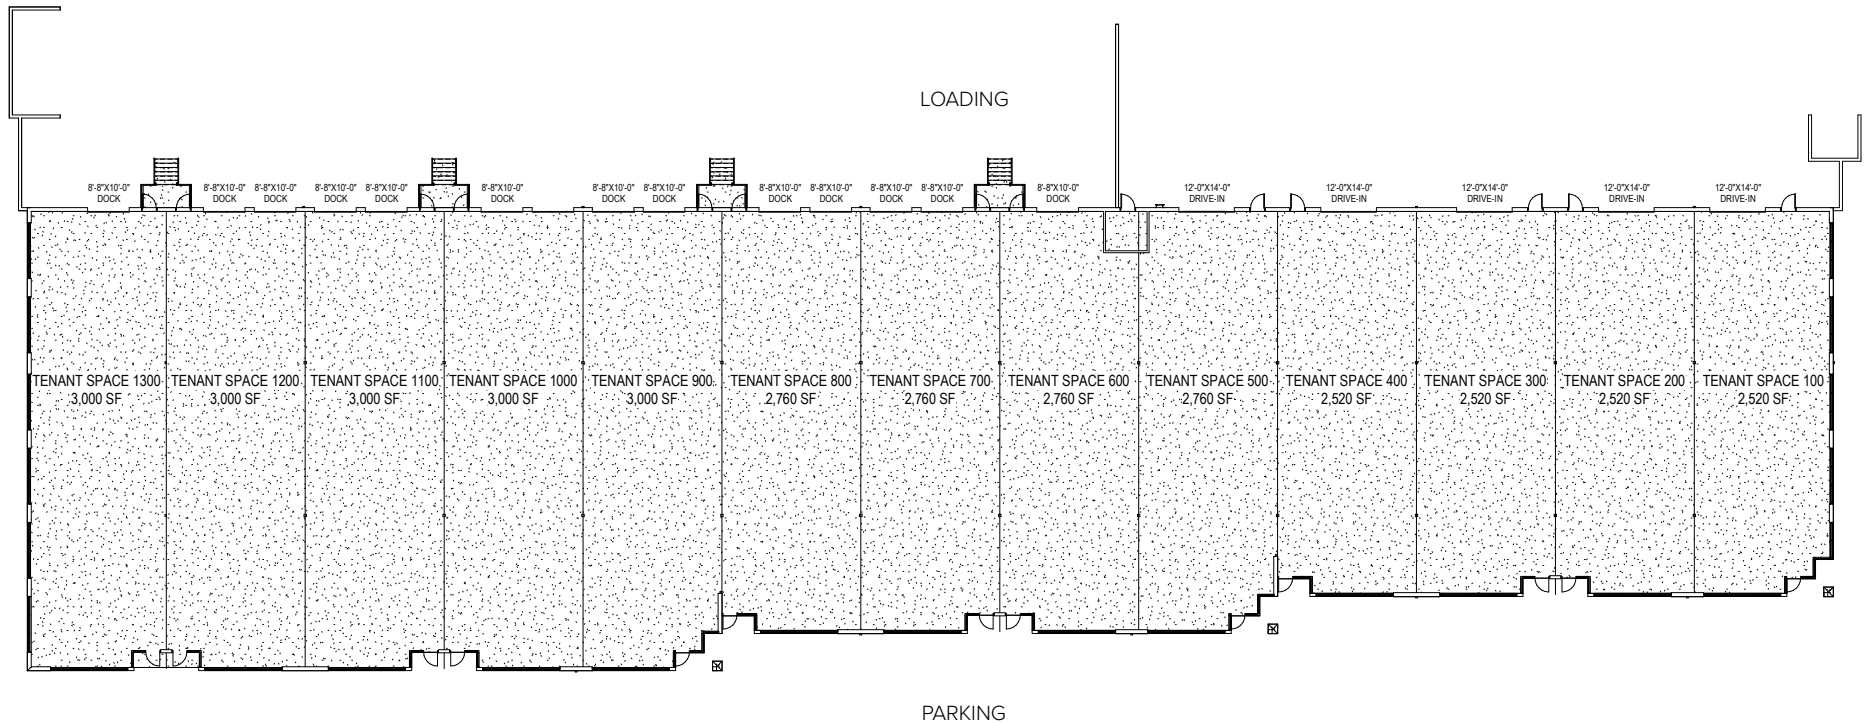 LOADING
8'-8"X10'-0"
DOCK
8'-8"X10'-0"
DOCK
8'-8"X10'-0"
DOCK
8'-8"X10'-0"
DOCK
8'-8"X10'-0"
DOCK
8'-8"X10'-0"
DOCK
8'-8"X10'-0"
DOCK
8'-8"X10'-0"
DOCK
8'-8"X10'-0"
DOCK
8'-8"X10'-0"
DOCK
8'-8"X10'-0"
DOCK
8'-8"X10'-0"
DOCK
8'-8"X10'-0"
DOCK
12'-0"X14'-0"
DRIVE-IN
12'-0"X14'-0"
DRIVE-IN
12'-0"X14'-0"
DRIVE-IN
12'-0"X14'-0"
DRIVE-IN
12'-0"X14'-0"
DRIVE-IN
TENANT SPACE 1300
3,000 SF
TENANT SPACE 1200
3,000 SF
TENANT SPACE 1100
3,000 SF
TENANT SPACE 1000
3,000 SF
TENANT SPACE 900
3,000 SF
TENANT SPACE 800
2,760 SF
TENANT SPACE 700
2,760 SF
TENANT SPACE 600
2,760 SF
TENANT SPACE 500
2,760 SF
TENANT SPACE 400
2,520 SF
TENANT SPACE 300
2,520 SF
TENANT SPACE 200
2,520 SF
TENANT SPACE 100
2,520 SF
PARKING